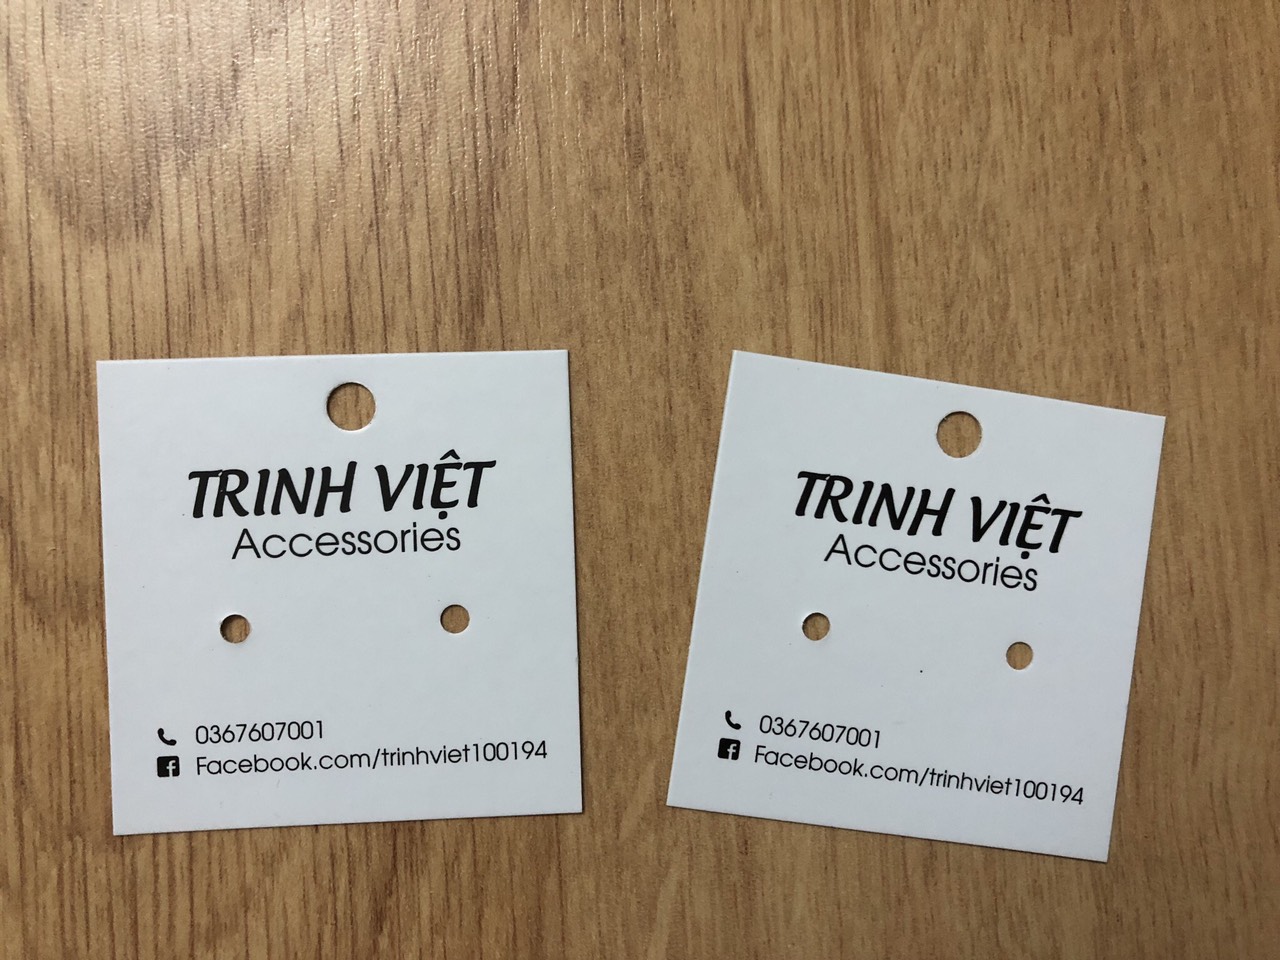 TRINH VIỆT
Accessories
0367607001
Facebook.com/trinhviet100194
TRINH VIỆT
Accessories
0367607001
Facebook.com/trinhviet100194